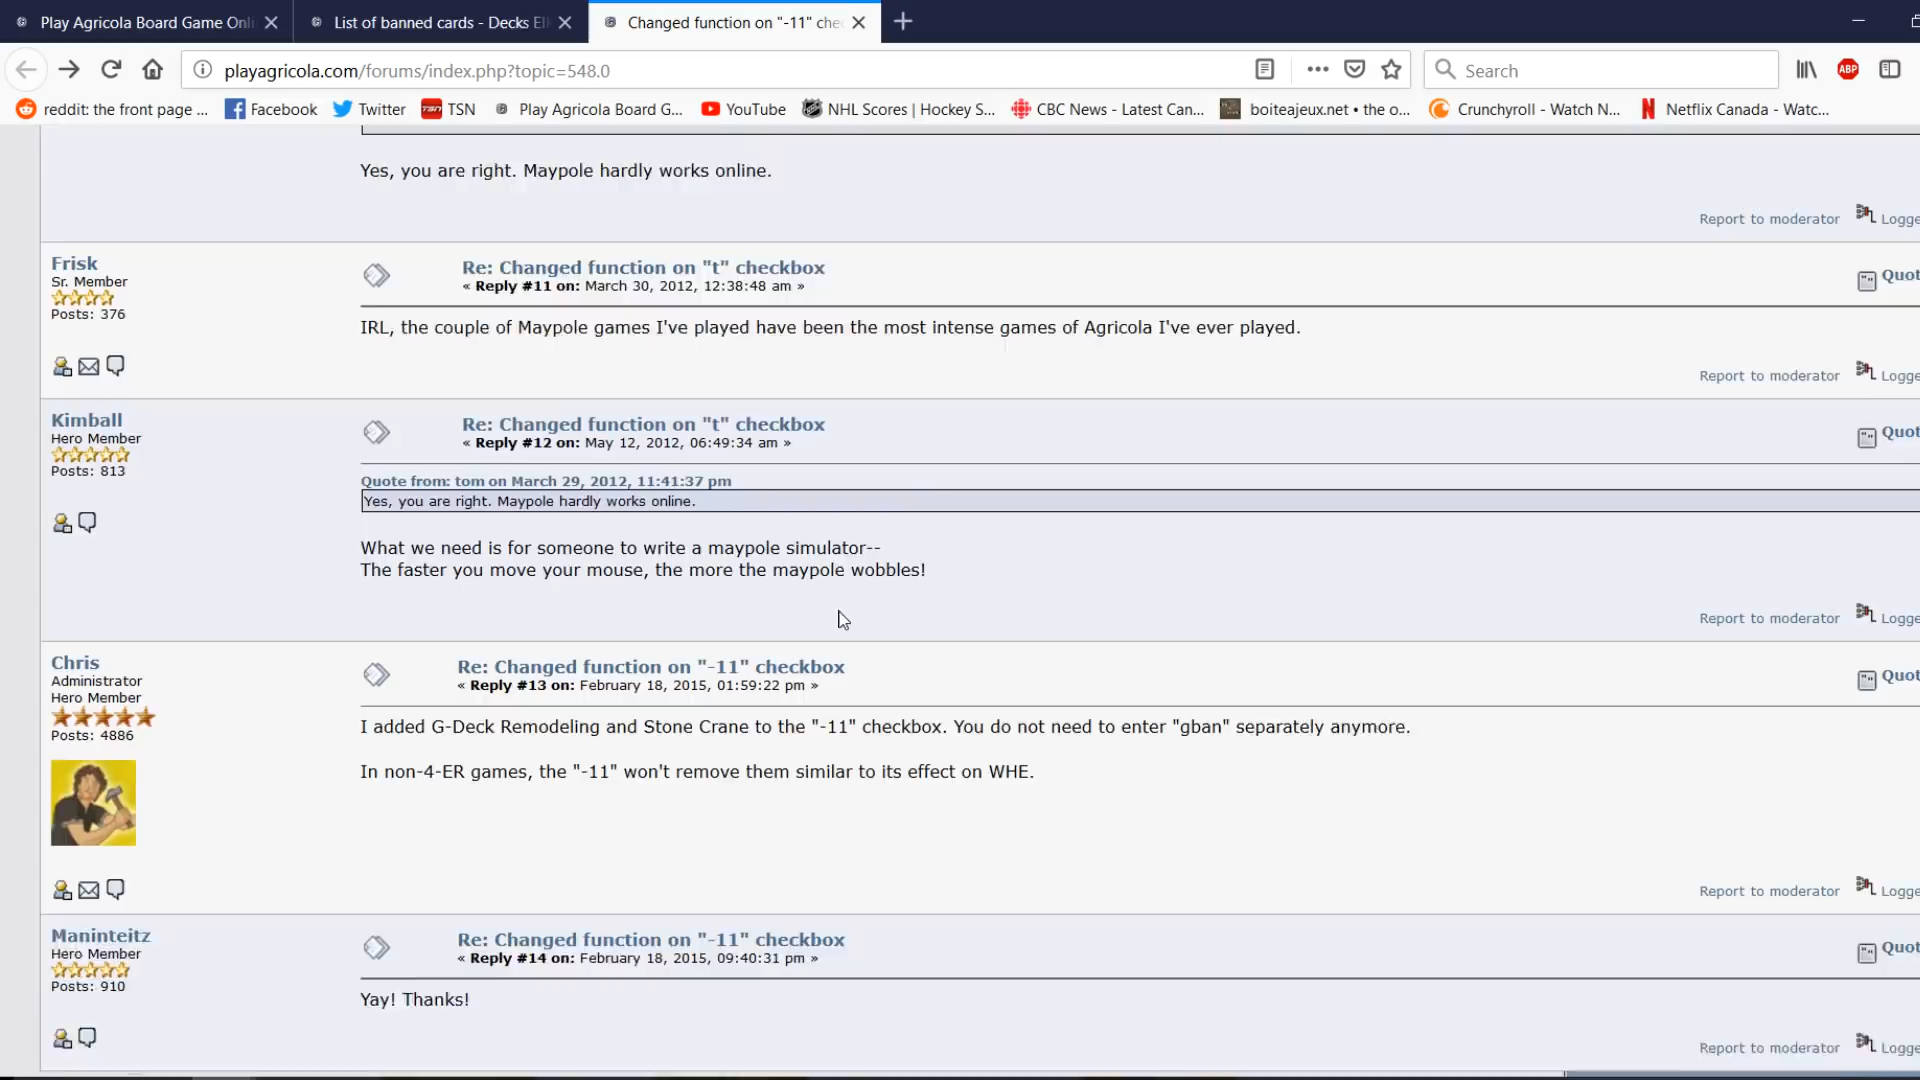 Play Agricola Board Game Onli
List of banned cards - Decks El
Changed function on "-11" che
playagricola.com/forums/index.php?topic=548.0
Search
ABP
reddit: the front page ...
Facebook
Twitter
TSN
TSN
Play Agricola Board G...
YouTube
NHL Scores | Hockey S...
CBC News - Latest Can...
boiteajeux.net • the o...
Crunchyroll - Watch N...
Netflix Canada - Watc...
Yes, you are right. Maypole hardly works online.
Report to moderator
Logge
Frisk
Sr. Member
Posts: 376
Re: Changed function on "t" checkbox
« Reply #11 on: March 30, 2012, 12:38:48 am »
Quot
IRL, the couple of Maypole games I've played have been the most intense games of Agricola I've ever played.
Report to moderator
Logge
Kimball
Hero Member
Posts: 813
Re: Changed function on "t" checkbox
« Reply #12 on: May 12, 2012, 06:49:34 am »
Quot
Quote from: tom on March 29, 2012, 11:41:37 pm
Yes, you are right. Maypole hardly works online.
What we need is for someone to write a maypole simulator--
The faster you move your mouse, the more the maypole wobbles!
Report to moderator
Logge
Chris
Administrator
Hero Member
Posts: 4886
Re: Changed function on "-11" checkbox
« Reply #13 on: February 18, 2015, 01:59:22 pm »
Quot
I added G-Deck Remodeling and Stone Crane to the "-11" checkbox. You do not need to enter "gban" separately anymore.
In non-4-ER games, the "-11" won't remove them similar to its effect on WHE.
Report to moderator
Logge
Maninteitz
Hero Member
Posts: 910
Re: Changed function on "-11" checkbox
« Reply #14 on: February 18, 2015, 09:40:31 pm »
Quot
Yay! Thanks!
Report to moderator
Logge